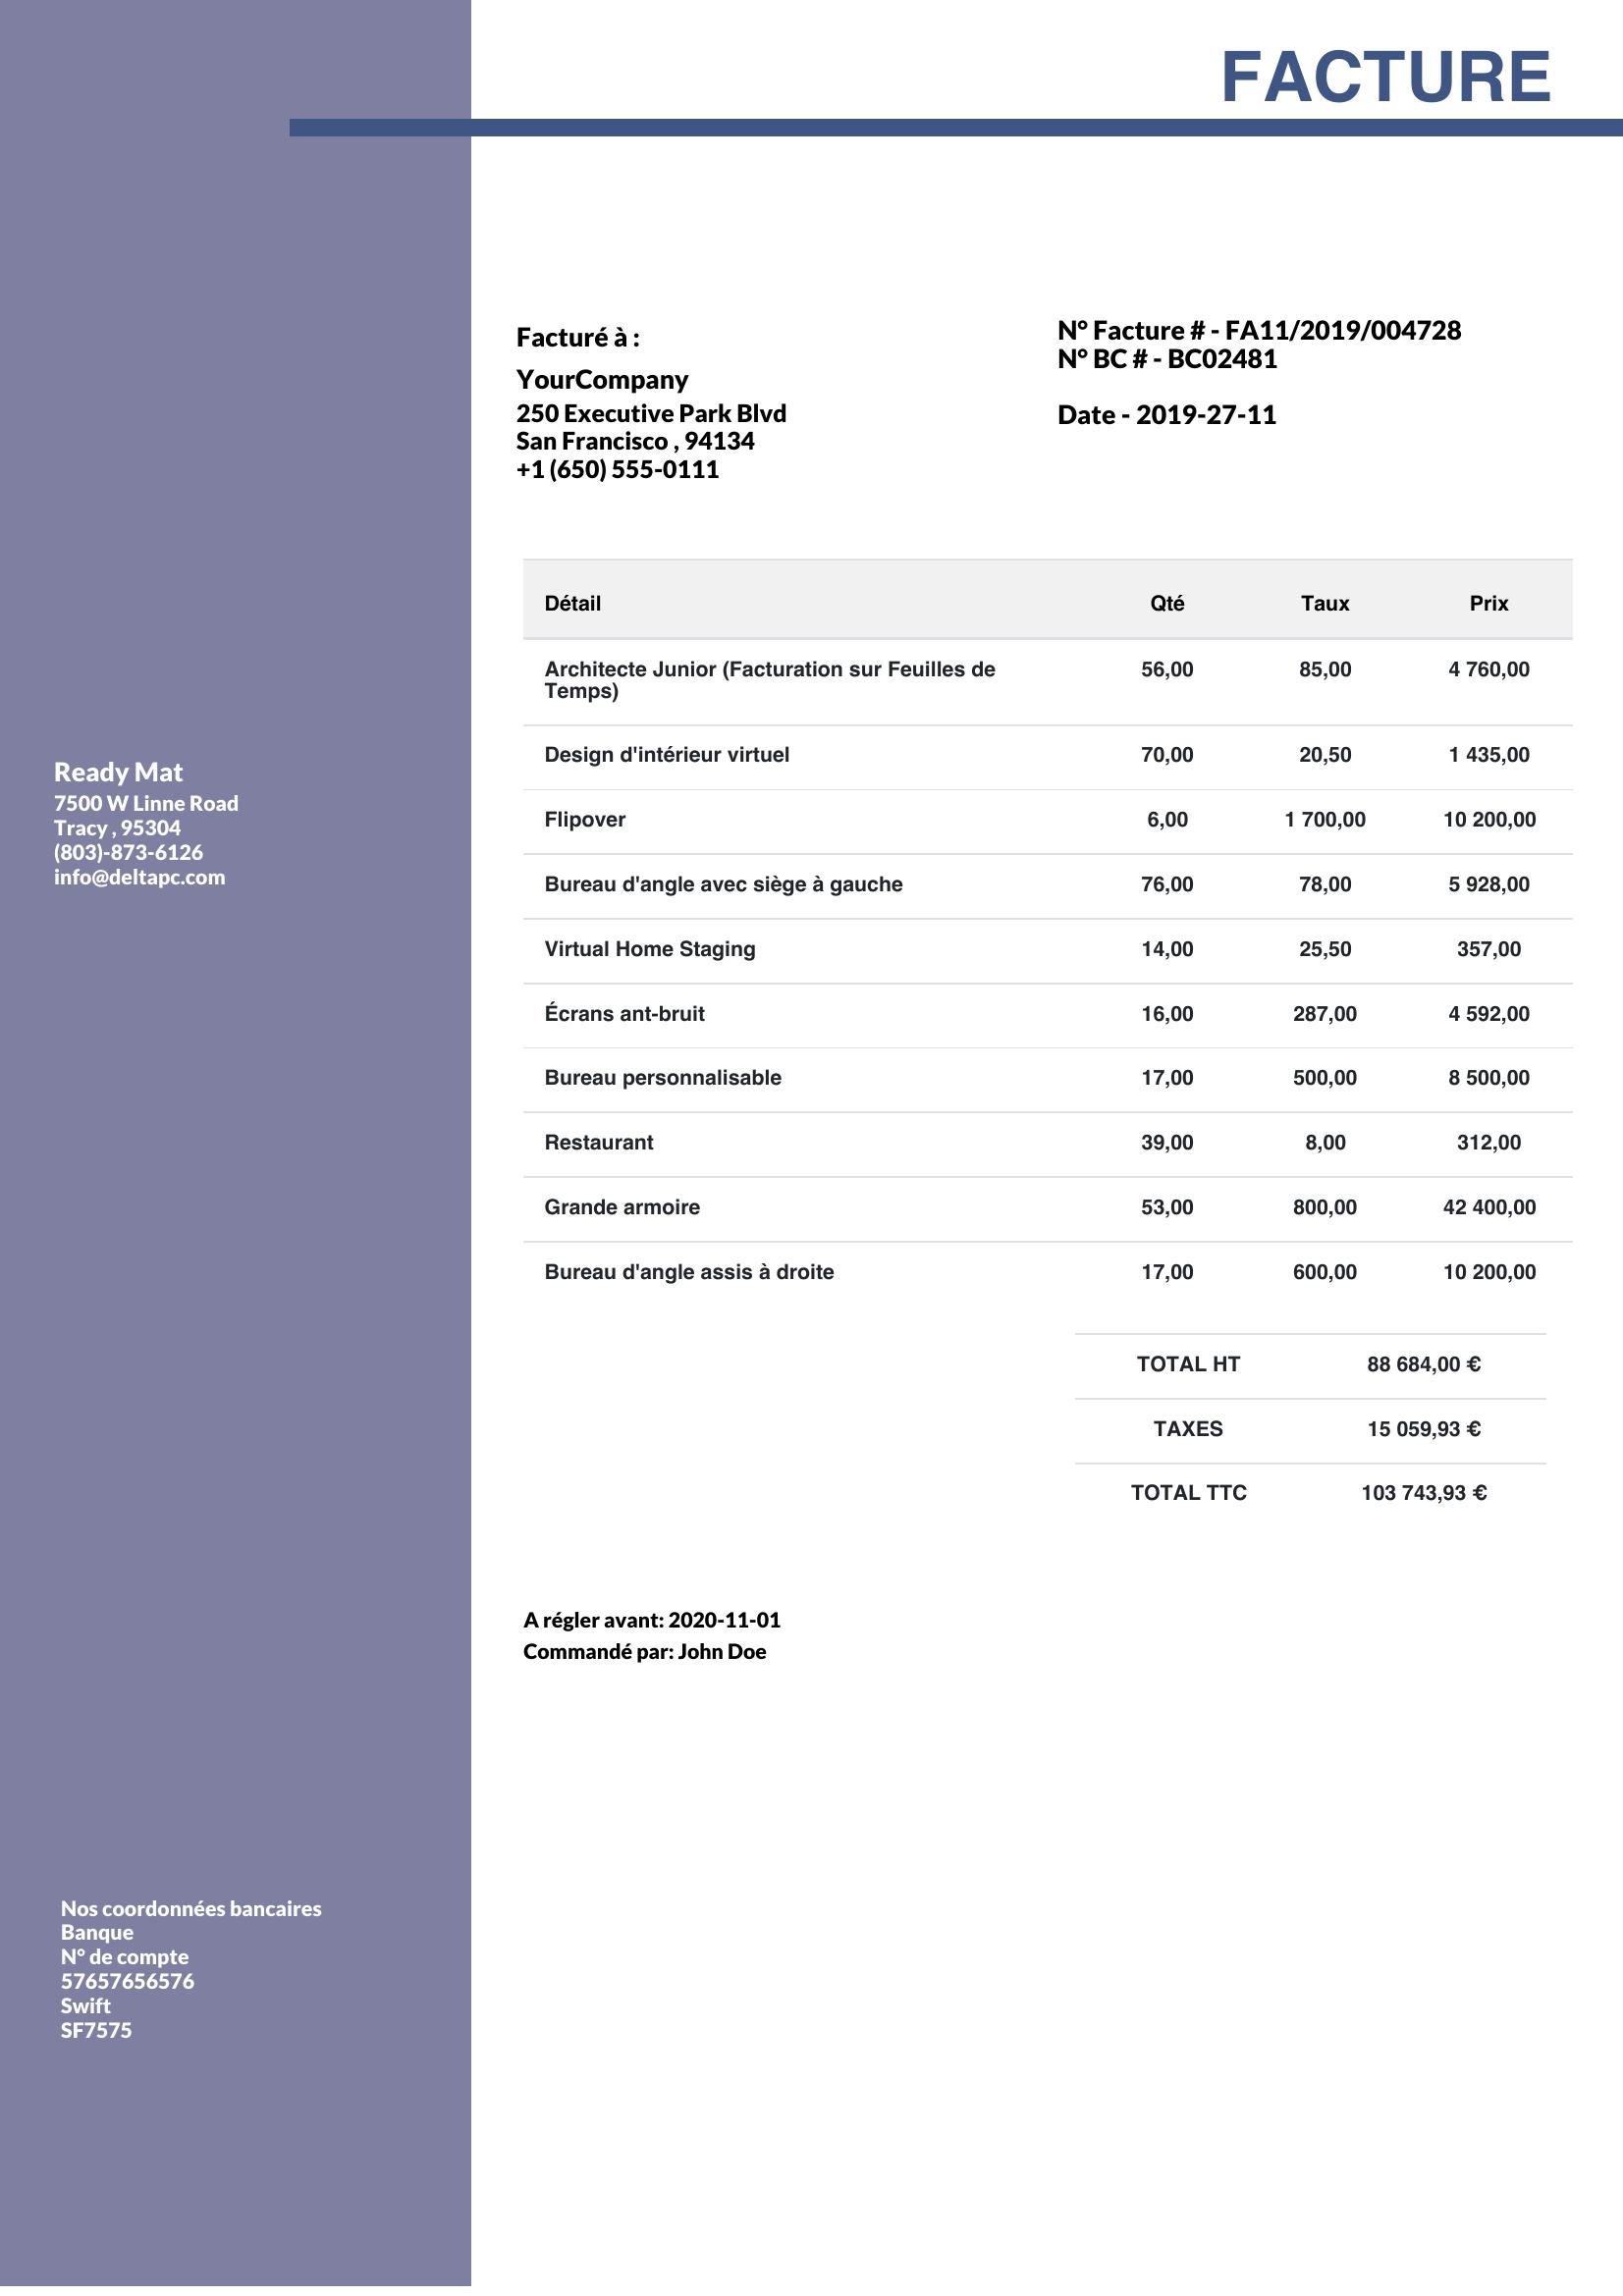 FACTURE
Facturé à :
YourCompany
250 Executive Park Blvd
San Francisco , 94134
+1 (650) 555-0111
N° Facture # - FA11/2019/004728
N° BC # - BC02481
Date - 2019-27-11
Ready Mat
7500 W Linne Road
Tracy , 95304
(803)-873-6126
info@deltapc.com
Détail Qté Taux Prix
Architecte Junior (Facturation sur Feuilles de 56,00 85,00 4 760,00
Temps)
Design d'intérieur virtuel 70,00 20,50 1 435,00
Flipover 6,00 1 700,00 10 200,00
Bureau d'angle avec siège à gauche 76,00 78,00 5 928,00
Virtual Home Staging 14,00 25,50 357,00
Écrans ant-bruit 16,00 287,00 4 592,00
Bureau personnalisable 17,00 500,00 8 500,00
Restaurant 39,00 8,00 312,00
Grande armoire 53,00 800,00 42 400,00
Bureau d'angle assis à droite 17,00 600,00 10 200,00
TOTAL HT 88 684,00 €
TAXES 15 059,93 €
TOTAL TTC 103 743,93 €
A régler avant: 2020-11-01
Commandé par: John Doe
Nos coordonnées bancaires
Banque
N° de compte
57657656576
Swift
SF7575